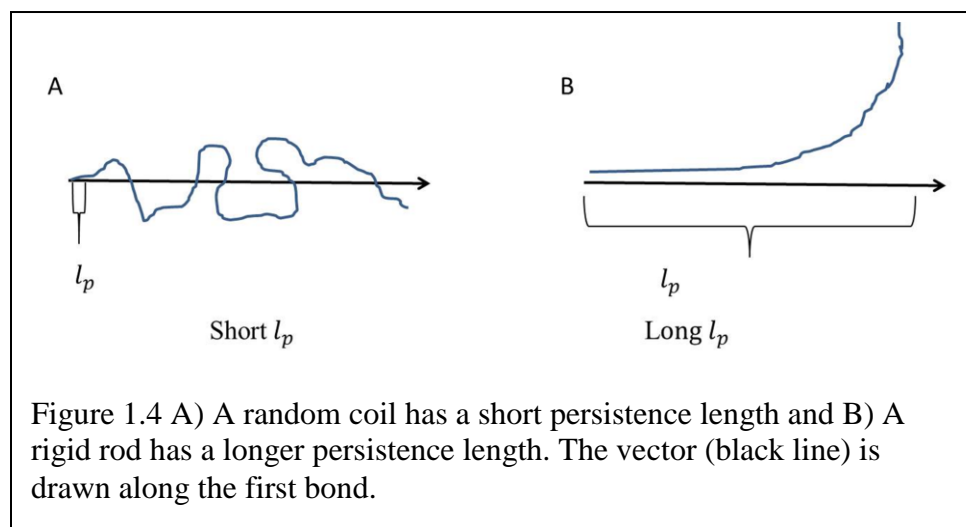 A
B
l_p
l_p
Short l_p
Long l_p
Figure 1.4 A) A random coil has a short persistence length and B) A
rigid rod has a longer persistence length. The vector (black line) is
drawn along the first bond.